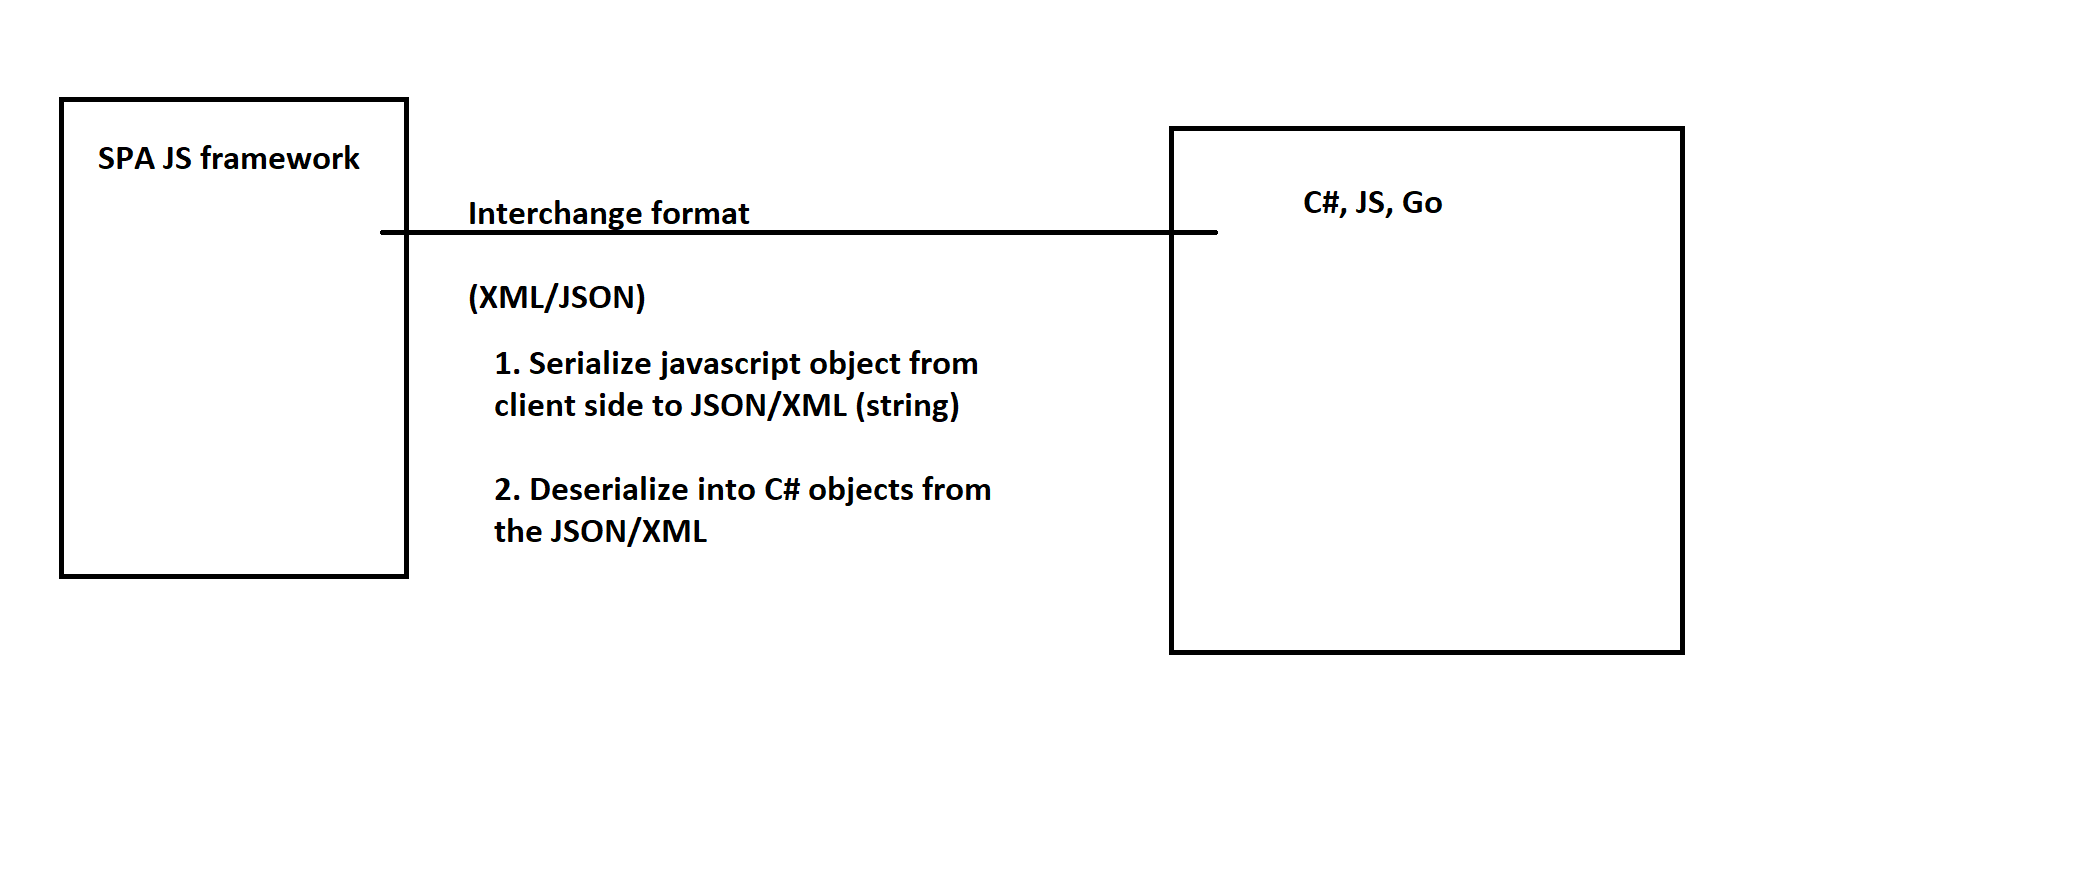 SPA JS framework
Interchange format
C#, JS, Go
(XML/JSON)
1. Serialize javascript object from
client side to JSON/XML (string)
2. Deserialize into C# objects from
the JSON/XML